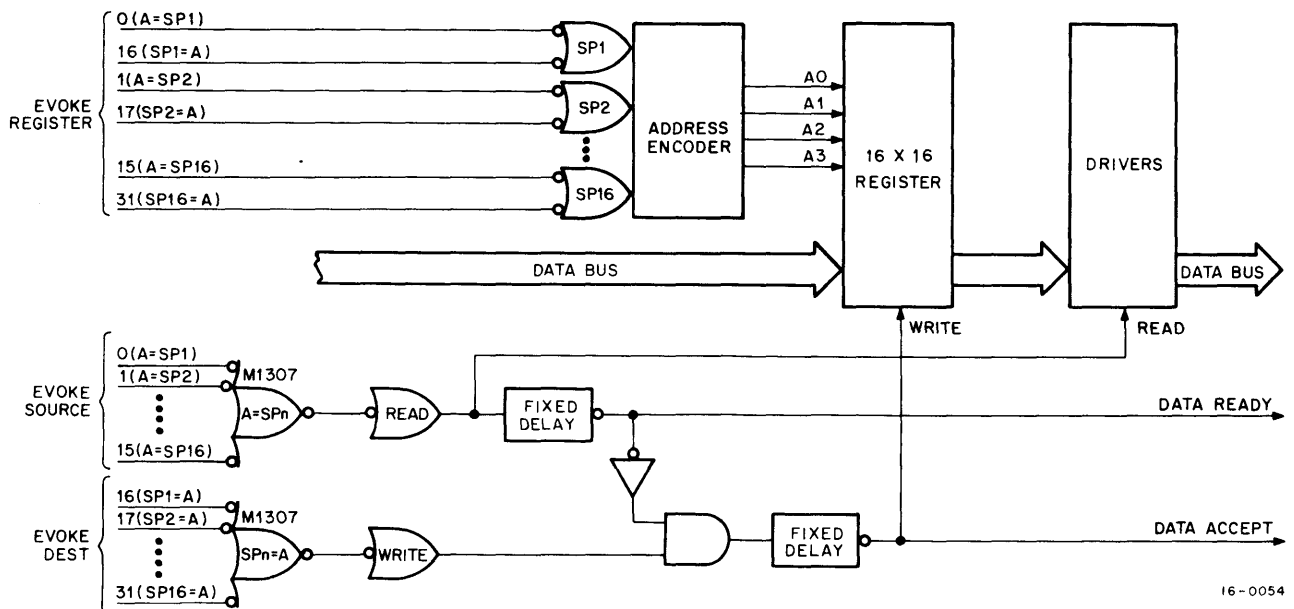 0(A=SP1)
16(SP1=A)
1(A=SP2)
17(SP2=A)
15(A=SP16)
31(SP16=A)
EVOKE
REGISTER
SP1
SP2
SP16
ADDRESS
ENCODER
A0
A1
A2
A3
16 X 16
REGISTER
DRIVERS
DATA BUS
DATA BUS
WRITE
READ
EVOKE
SOURCE
0(A=SP1)
1(A=SP2)
15(A=SP16)
M1307
A=SPn
READ
FIXED
DELAY
DATA READY
EVOKE
DEST
16(SP1=A)
17(SP2=A)
31(SP16=A)
M1307
SPn=A
WRITE
FIXED
DELAY
DATA ACCEPT
16-0054